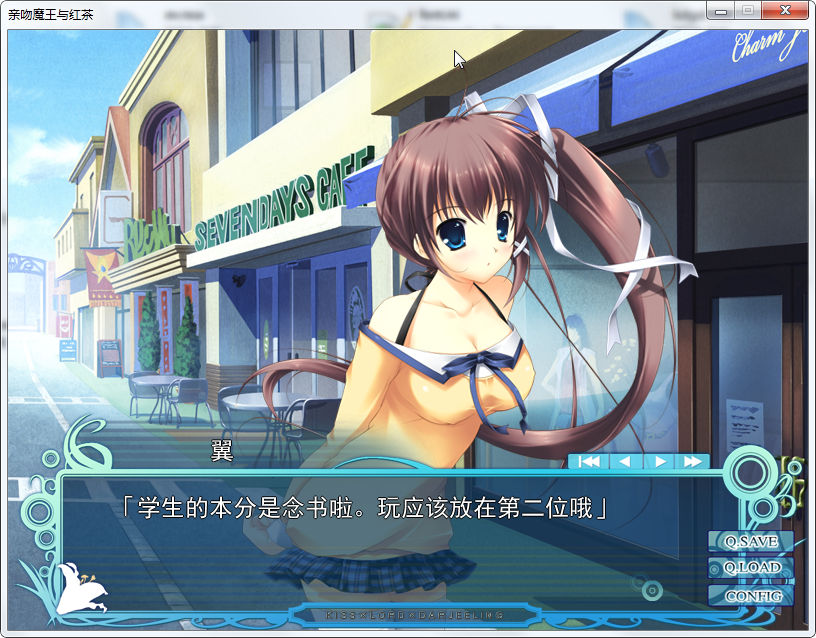 亲吻魔王与红茶
Charm
SEVENDAYS CAFE
翼
「学生的本分是念书啦。玩应该放在第二位哦」
Q.SAVE
Q.LOAD
CONFIG
KISS×LORD×DARJEELING